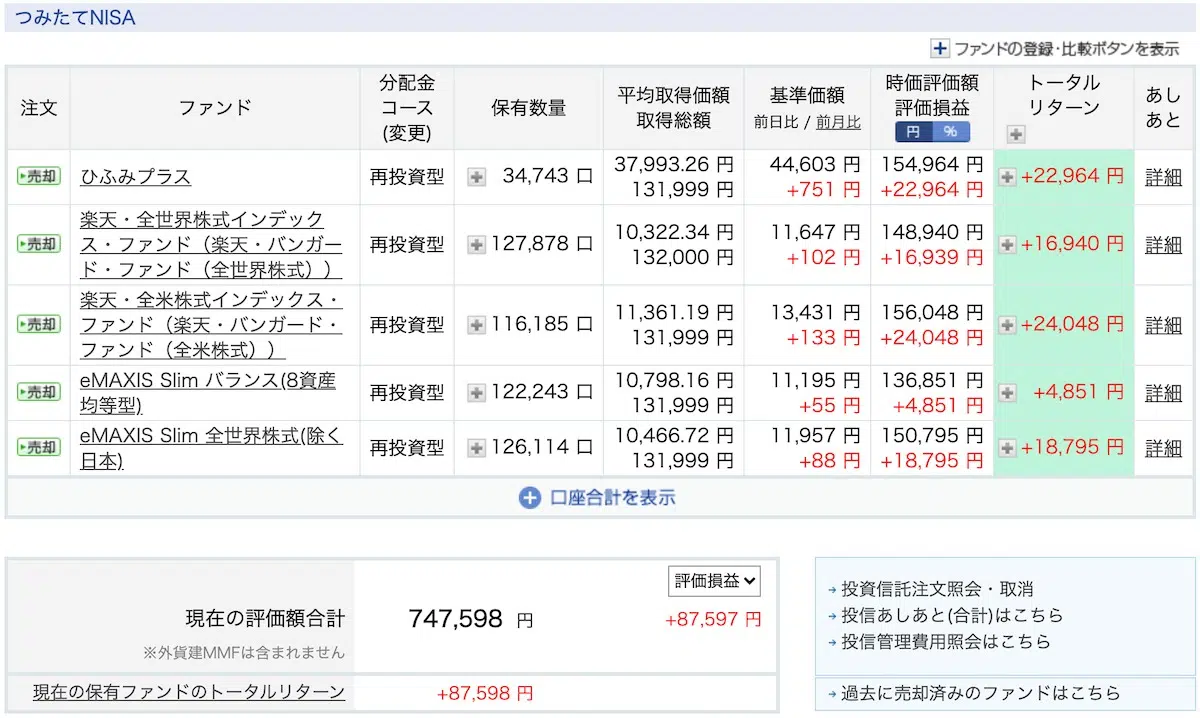 つみたてNISA
ファンドの登録・比較ボタンを表示
注文
ファンド
分配金
コース
(変更)
保有数量
平均取得価額
取得総額
基準価額
前日比 / 前月比
時価評価額
評価損益
円 %
トータル
リターン
あし
あと
売却
ひふみプラス
再投資型
34,743 口
37,993.26 円
131,999 円
44,603 円
+751 円
154,964 円
+22,964 円
+22,964 円
詳細
売却
楽天・全世界株式インデック
ス・ファンド（楽天・バンガー
ド・ファンド（全世界株式））
再投資型
127,878 口
10,322.34 円
132,000 円
11,647 円
+102 円
148,940 円
+16,939 円
+16,940 円
詳細
売却
楽天・全米株式インデックス・
ファンド（楽天・バンガード・
ファンド（全米株式））
再投資型
116,185 口
11,361.19 円
131,999 円
13,431 円
+133 円
156,048 円
+24,048 円
+24,048 円
詳細
売却
eMAXIS Slim バランス(8資産
均等型)
再投資型
122,243 口
10,798.16 円
131,999 円
11,195 円
+55 円
136,851 円
+4,851 円
+4,851 円
詳細
売却
eMAXIS Slim 全世界株式(除く
日本)
再投資型
126,114 口
10,466.72 円
131,999 円
11,957 円
+88 円
150,795 円
+18,795 円
+18,795 円
詳細
口座合計を表示
評価損益
現在の評価額合計
747,598 円
+87,597 円
※外貨建MMFは含まれません
現在の保有ファンドのトータルリターン
+87,598 円
投資信託注文照会・取消
投信あしあと(合計)はこちら
投信管理費用照会はこちら
過去に売却済みのファンドはこちら